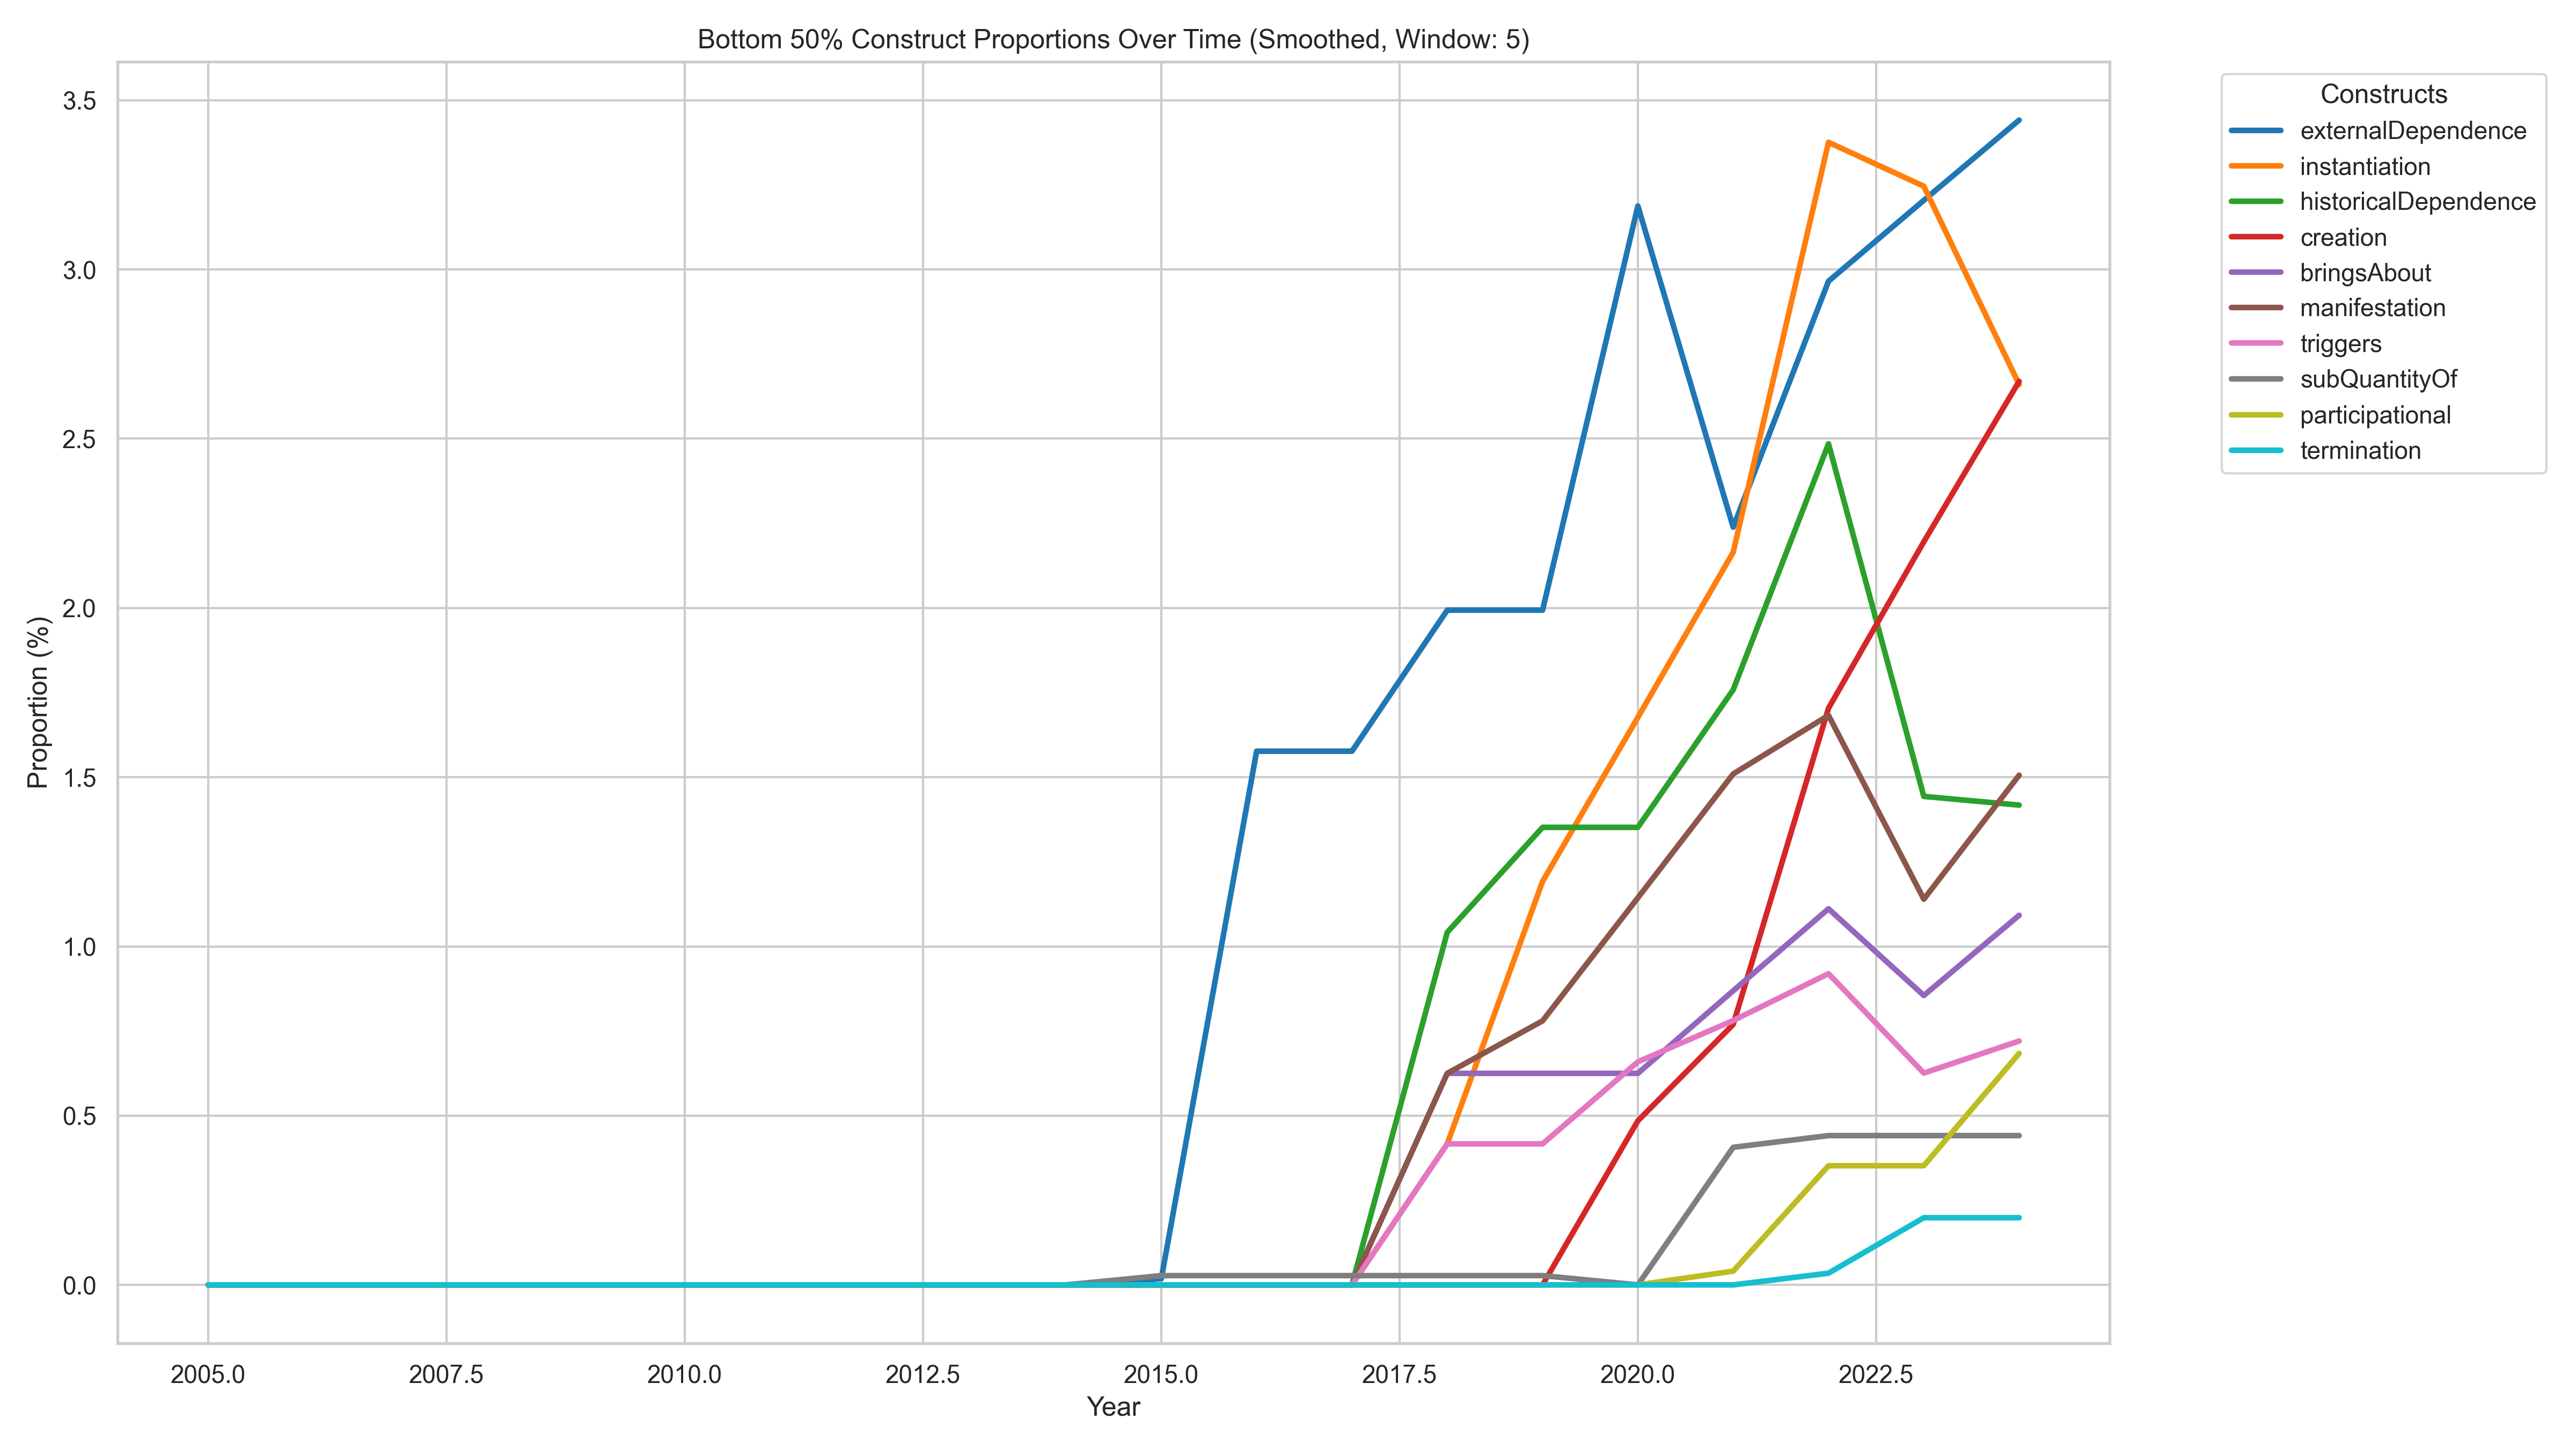 Bottom 50% Construct Proportions Over Time (Smoothed, Window: 5)
Constructs
externalDependence
instantiation
historicalDependence
creation
bringsAbout
manifestation
triggers
subQuantityOf
participational
termination
Proportion (%)
3.5
3.0
2.5
2.0
1.5
1.0
0.5
0.0
2005.0 2007.5 2010.0 2012.5 2015.0 2017.5 2020.0 2022.5
Year